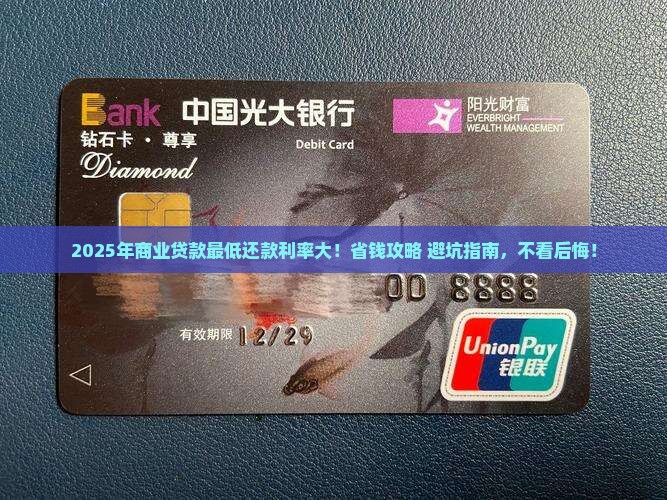 Bank 中国光大银行
阳光财富
EVERBRIGHT
WEALTH MANAGEMENT
钻石卡 · 尊享
Debit Card
Diamond
2025年商业贷款最低还款利率大！省钱攻略 避坑指南，不看后悔！
00 8888
有效期限 12/29
UnionPay
银联